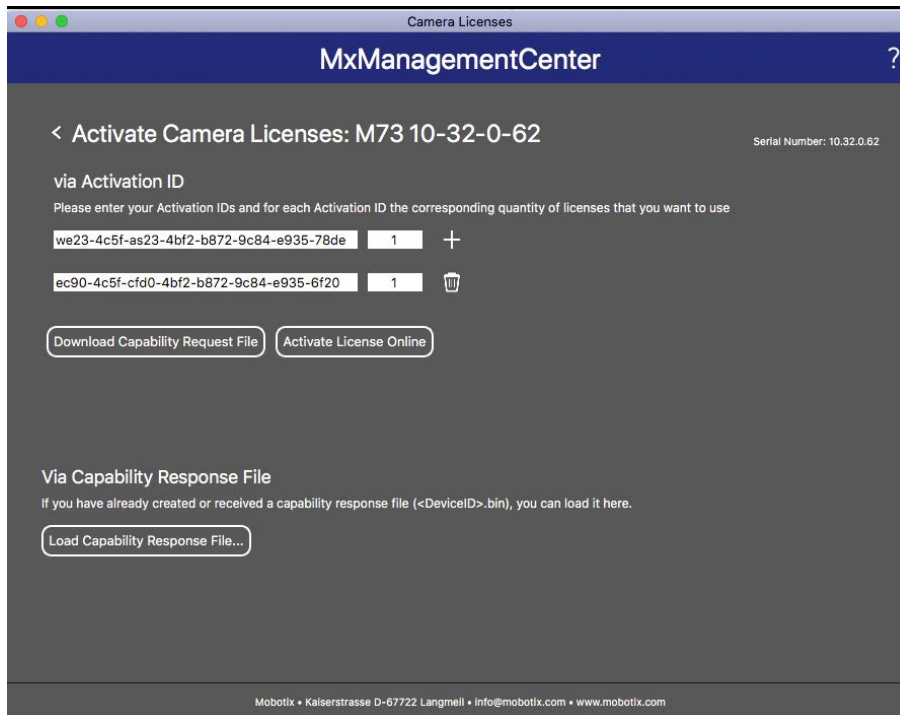 Camera Licenses
MxManagementCenter
?
< Activate Camera Licenses: M73 10-32-0-62
Serial Number: 10.32.0.62
via Activation ID
Please enter your Activation IDs and for each Activation ID the corresponding quantity of licenses that you want to use
we23-4c5f-as23-4bf2-b872-9c84-e935-78de 1 +
ec90-4c5f-cfd0-4bf2-b872-9c84-e935-6f20 1
Download Capability Request File Activate License Online
Via Capability Response File
If you have already created or received a capability response file (<DeviceID>.bin), you can load it here.
Load Capability Response File...
Mobotix • Kaiserstrasse D-67722 Langmeil • info@mobotix.com • www.mobotix.com